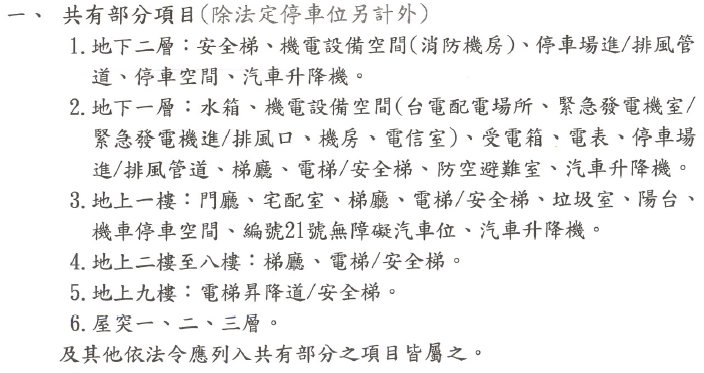 一、 共有部分項目(除法定停車位另計外)
1.地下二層：安全梯、機電設備空間(消防機房)、停車場進/排風管
道、停車空間、汽車升降機。
2.地下一層：水箱、機電設備空間(台電配電場所、緊急發電機室/
緊急發電機進/排風口、機房、電信室)、受電箱、電表、停車場
進/排風管道、梯廳、電梯/安全梯、防空避難室、汽車升降機。
3.地上一樓：門廳、宅配室、梯廳、電梯/安全梯、垃圾室、陽台、
機車停車空間、編號21號無障礙汽車位、汽車升降機。
4.地上二樓至八樓：梯廳、電梯/安全梯。
5.地上九樓：電梯昇降道/安全梯。
6.屋突一、二、三層。
及其他依法令應列入共有部分之項目皆屬之。